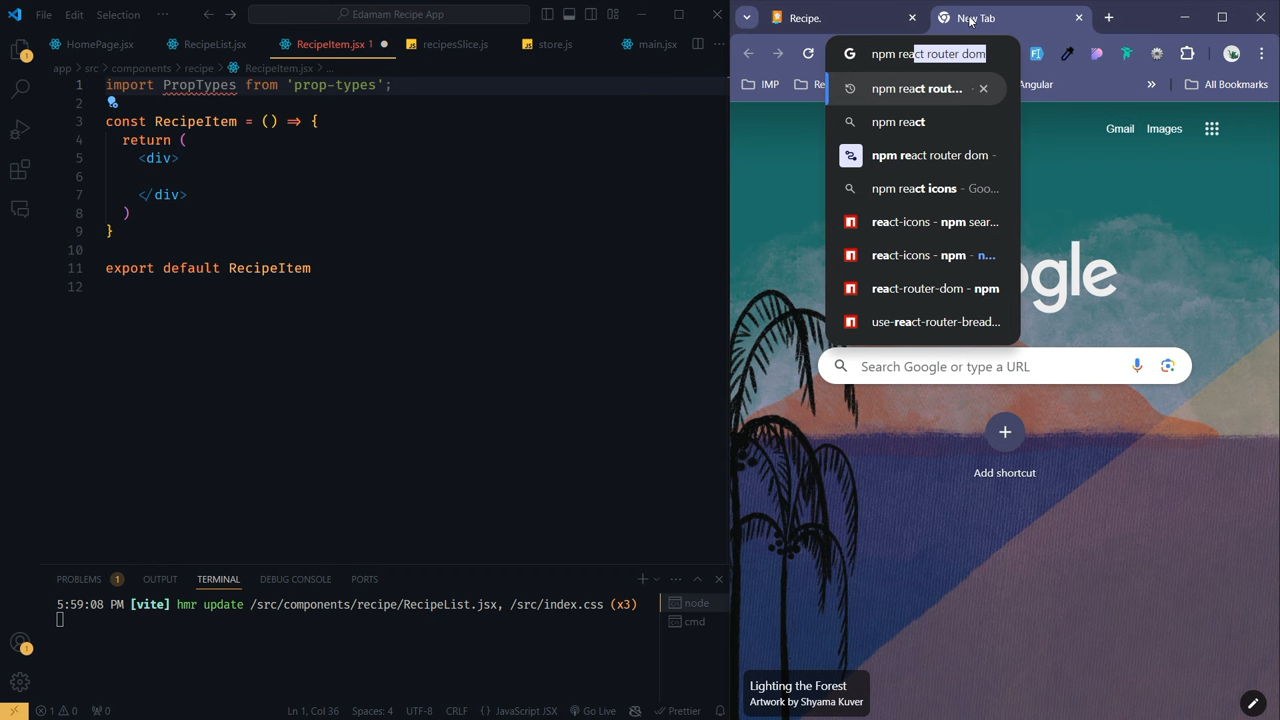 File Edit Selection ... Edamam Recipe App
HomePage.jsx RecipeList.jsx RecipeItem.jsx 1 recipesSlice.js store.js main.jsx
app > src > components > recipe > RecipeItem.jsx > ...
1 import PropTypes from 'prop-types';
2
3 const RecipeItem = () => {
4 return (
5 <div>
6
7 </div>
8 )
9 }
10
11 export default RecipeItem
12
PROBLEMS 1 OUTPUT TERMINAL DEBUG CONSOLE PORTS
5:59:08 PM [vite] hmr update /src/components/recipe/RecipeList.jsx, /src/index.css (x3)
node
cmd
1 0 0 Ln 1, Col 36 Spaces: 4 UTF-8 CRLF {} JavaScript JSX Go Live Prettier
1
1
Recipe. New Tab
npm react router dom
IMP Re Angular » All Bookmarks
npm react rout... -
npm react
npm react router dom -
npm react icons - Goo...
react-icons - npm sear...
react-icons - npm - n...
react-router-dom - npm
use-react-router-bread...
Gmail Images
ogle
Search Google or type a URL
Add shortcut
Lighting the Forest
Artwork by Shyama Kuver